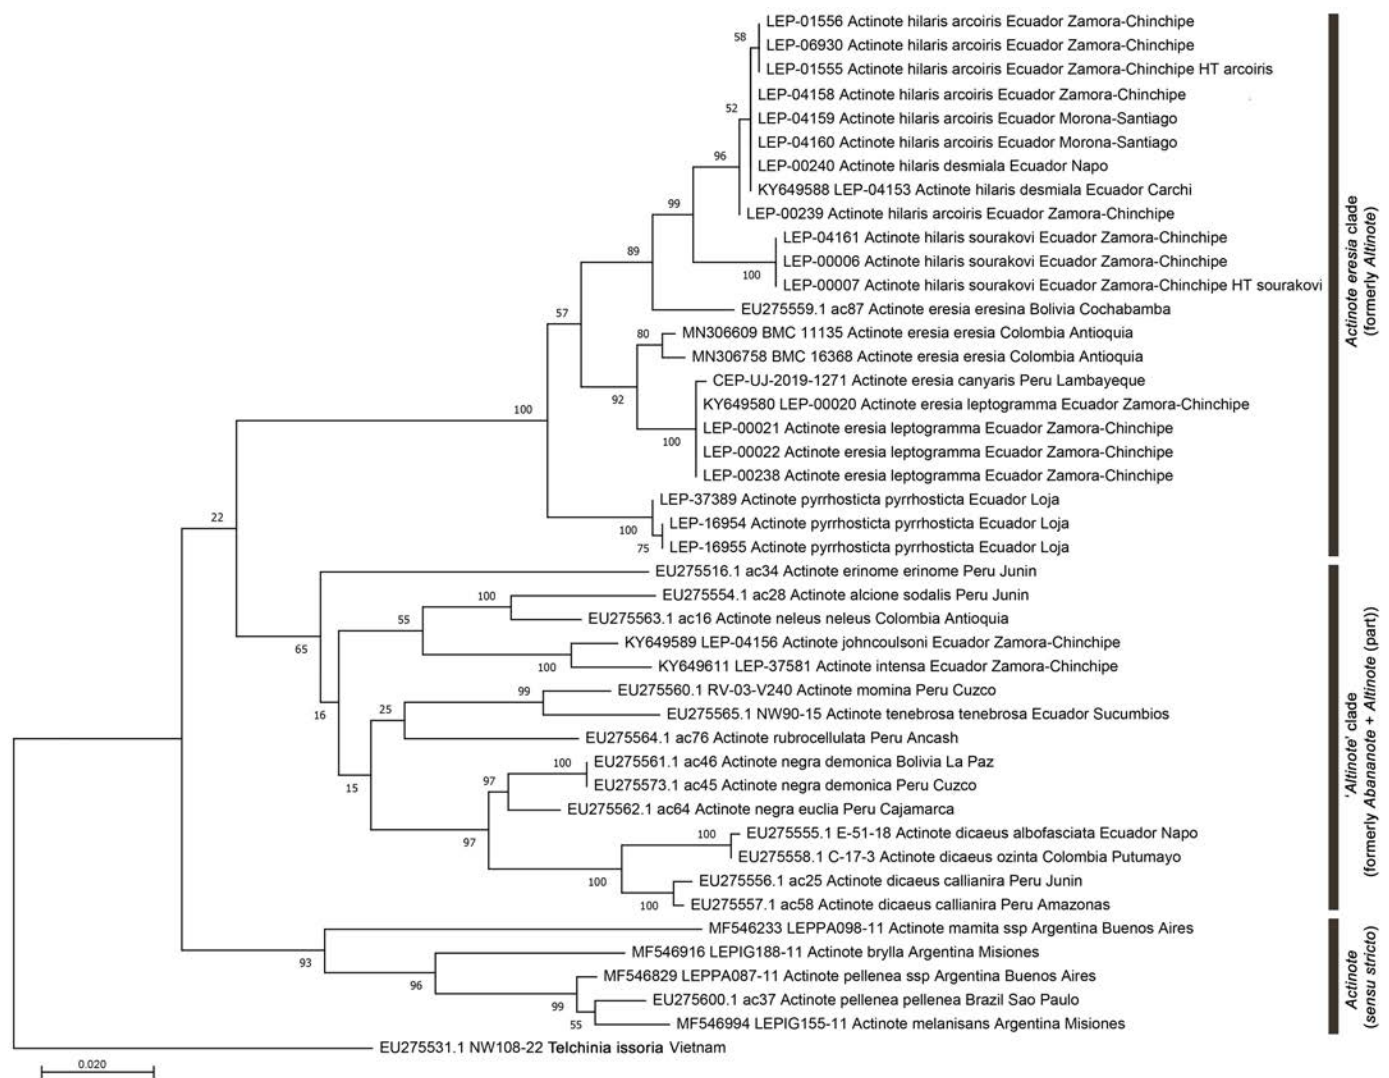 LEP-01556 Actinote hilaris arcoiris Ecuador Zamora-Chinchipe
58
LEP-06930 Actinote hilaris arcoiris Ecuador Zamora-Chinchipe
LEP-01555 Actinote hilaris arcoiris Ecuador Zamora-Chinchipe HT arcoiris
LEP-04158 Actinote hilaris arcoiris Ecuador Zamora-Chinchipe
52
LEP-04159 Actinote hilaris arcoiris Ecuador Morona-Santiago
LEP-04160 Actinote hilaris arcoiris Ecuador Morona-Santiago
96
LEP-00240 Actinote hilaris desmiala Ecuador Napo
KY649588 LEP-04153 Actinote hilaris desmiala Ecuador Carchi
99
LEP-00239 Actinote hilaris arcoiris Ecuador Zamora-Chinchipe
LEP-04161 Actinote hilaris sourakovi Ecuador Zamora-Chinchipe
89
LEP-00006 Actinote hilaris sourakovi Ecuador Zamora-Chinchipe
100
LEP-00007 Actinote hilaris sourakovi Ecuador Zamora-Chinchipe HT sourakovi
EU275559.1 ac87 Actinote eresia eresina Bolivia Cochabamba
57
80
MN306609 BMC 11135 Actinote eresia eresia Colombia Antioquia
MN306758 BMC 16368 Actinote eresia eresia Colombia Antioquia
CEP-UJ-2019-1271 Actinote eresia canyaris Peru Lambayeque
92
KY649580 LEP-00020 Actinote eresia leptogramma Ecuador Zamora-Chinchipe
100
LEP-00021 Actinote eresia leptogramma Ecuador Zamora-Chinchipe
100
LEP-00022 Actinote eresia leptogramma Ecuador Zamora-Chinchipe
LEP-00238 Actinote eresia leptogramma Ecuador Zamora-Chinchipe
LEP-37389 Actinote pyrrhosticta pyrrhosticta Ecuador Loja
22
100
LEP-16954 Actinote pyrrhosticta pyrrhosticta Ecuador Loja
75
LEP-16955 Actinote pyrrhosticta pyrrhosticta Ecuador Loja
EU275516.1 ac34 Actinote erinome erinome Peru Junin
100
EU275554.1 ac28 Actinote alcione sodalis Peru Junin
55
EU275563.1 ac16 Actinote neleus neleus Colombia Antioquia
65
KY649589 LEP-04156 Actinote johncoulsoni Ecuador Zamora-Chinchipe
100
KY649611 LEP-37581 Actinote intensa Ecuador Zamora-Chinchipe
99
EU275560.1 RV-03-V240 Actinote momina Peru Cuzco
16
25
EU275565.1 NW90-15 Actinote tenebrosa tenebrosa Ecuador Sucumbios
EU275564.1 ac76 Actinote rubrocellulata Peru Ancash
100
EU275561.1 ac46 Actinote negra demonica Bolivia La Paz
15
97
EU275573.1 ac45 Actinote negra demonica Peru Cuzco
EU275562.1 ac64 Actinote negra euclia Peru Cajamarca
97
100
EU275555.1 E-51-18 Actinote dicaeus albofasciata Ecuador Napo
EU275558.1 C-17-3 Actinote dicaeus ozinta Colombia Putumayo
100
EU275556.1 ac25 Actinote dicaeus callianira Peru Junin
100
EU275557.1 ac58 Actinote dicaeus callianira Peru Amazonas
MF546233 LEPPA098-11 Actinote mamita ssp Argentina Buenos Aires
93
MF546916 LEPIG188-11 Actinote brylla Argentina Misiones
96
MF546829 LEPPA087-11 Actinote pellenea ssp Argentina Buenos Aires
99
EU275600.1 ac37 Actinote pellenea pellenea Brazil Sao Paulo
55
MF546994 LEPIG155-11 Actinote melanisans Argentina Misiones
EU275531.1 NW108-22 Telchinia issoria Vietnam
0.020
Actinote eresia clade
(formerly Altinote)
'Altinote' clade
(formerly Abananote + Altinote (part))
Actinote
(sensu stricto)